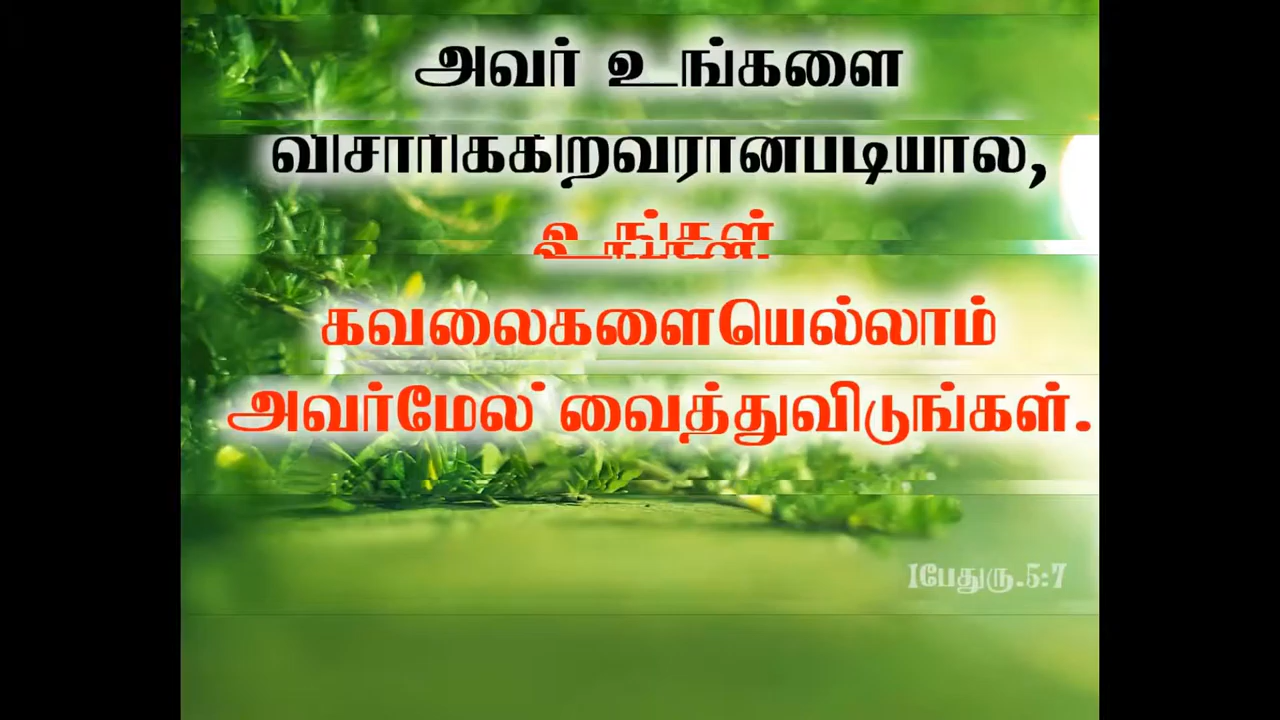 அவர் உங்களை
விசாரிக்கிறவரானபடியால்,
உங்கள்
கவலைகளையெல்லாம்
அவர்மேல் வைத்துவிடுங்கள்.
1பேதுரு.5:7